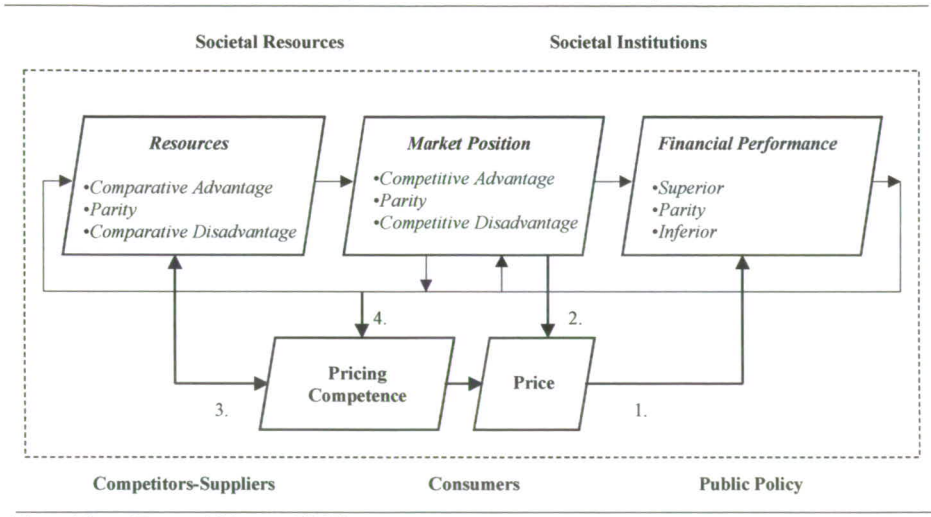 Societal Resources Societal Institutions
Resources
•Comparative Advantage
•Parity
•Comparative Disadvantage
Market Position
•Competitive Advantage
•Parity
•Competitive Disadvantage
Financial Performance
•Superior
•Parity
•Inferior
4.
2.
Pricing
Competence
Price
3.
1.
Competitors-Suppliers Consumers Public Policy